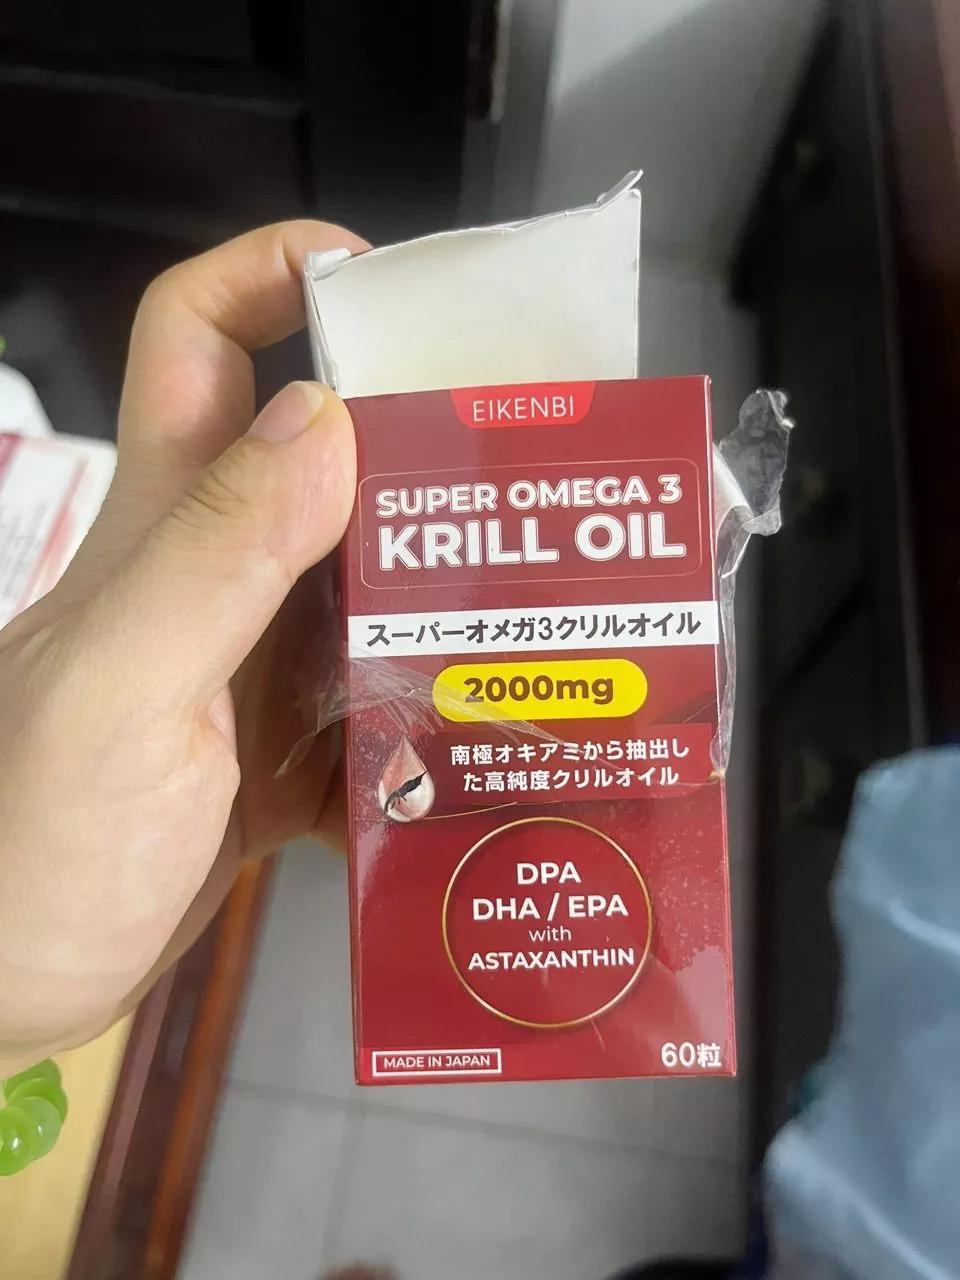 EIKENBI
SUPER OMEGA 3
KRILL OIL
スーパーオメガ3クリルオイル
2000mg
南極オキアミから抽出し
た高純度クリルオイル
DPA
DHA / EPA
with
ASTAXANTHIN
MADE IN JAPAN
60粒